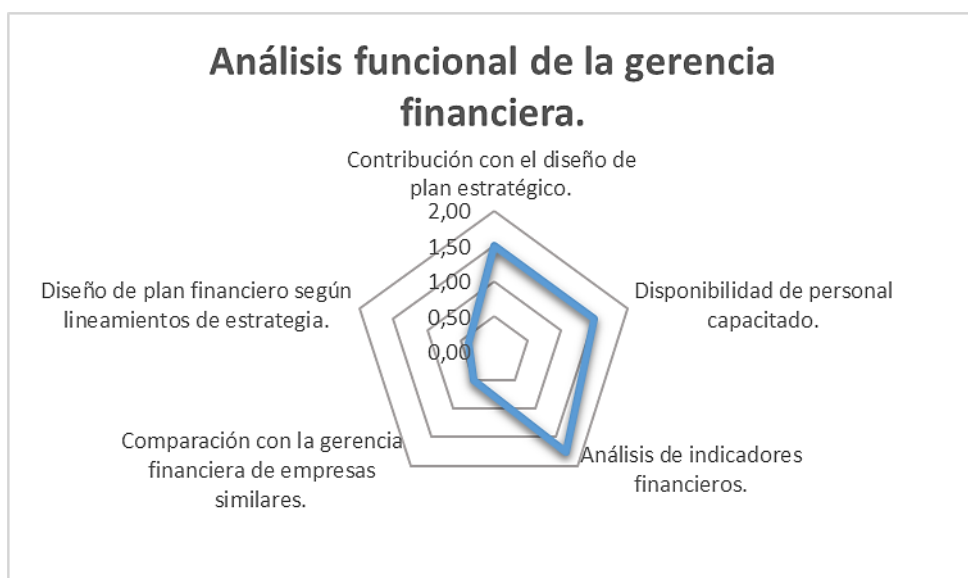 Análisis funcional de la gerencia
financiera.
Contribución con el diseño de
plan estratégico.
2,00
1,50
1,00
0,50
0,00
Disponibilidad de personal
capacitado.
Análisis de indicadores
financieros.
Comparación con la gerencia
financiera de empresas
similares.
Diseño de plan financiero según
lineamientos de estrategia.